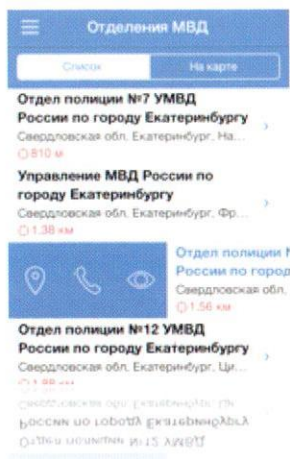 Отделения МВД
Список На карте
Отдел полиции №7 УМВД
России по городу Екатеринбургу
Свердловская обл, Екатеринбург, На...
810 м
Управление МВД России по
городу Екатеринбургу
Свердловская обл, Екатеринбург, Фр...
1.38 км
Отдел полиции
России по город
Свердловская обл,
1.56 км
Отдел полиции №12 УМВД
России по городу Екатеринбургу
Свердловская обл, Екатеринбург, Ци...